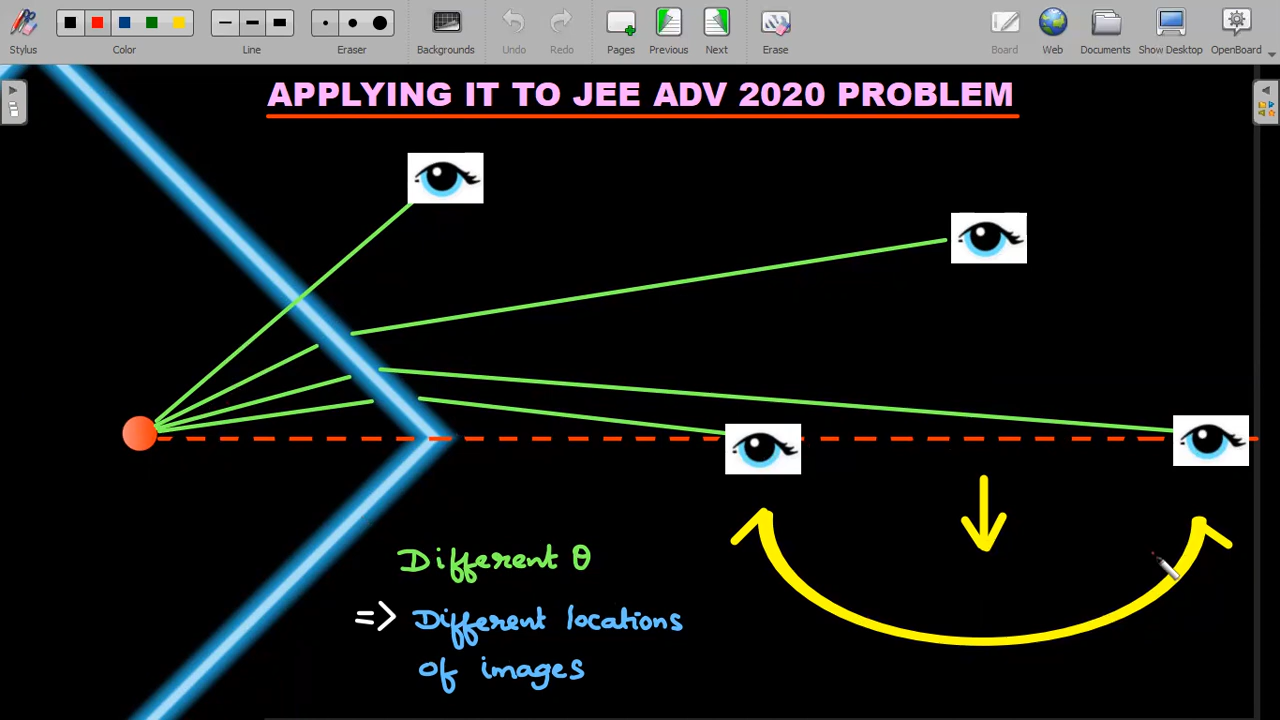 Stylus
Color
Line
Eraser
Backgrounds
Undo
Redo
Pages
Previous
Next
Erase
Board
Web
Documents
Show Desktop
OpenBoard
APPLYING IT TO JEE ADV 2020 PROBLEM
Different θ
=> Different locations
of images